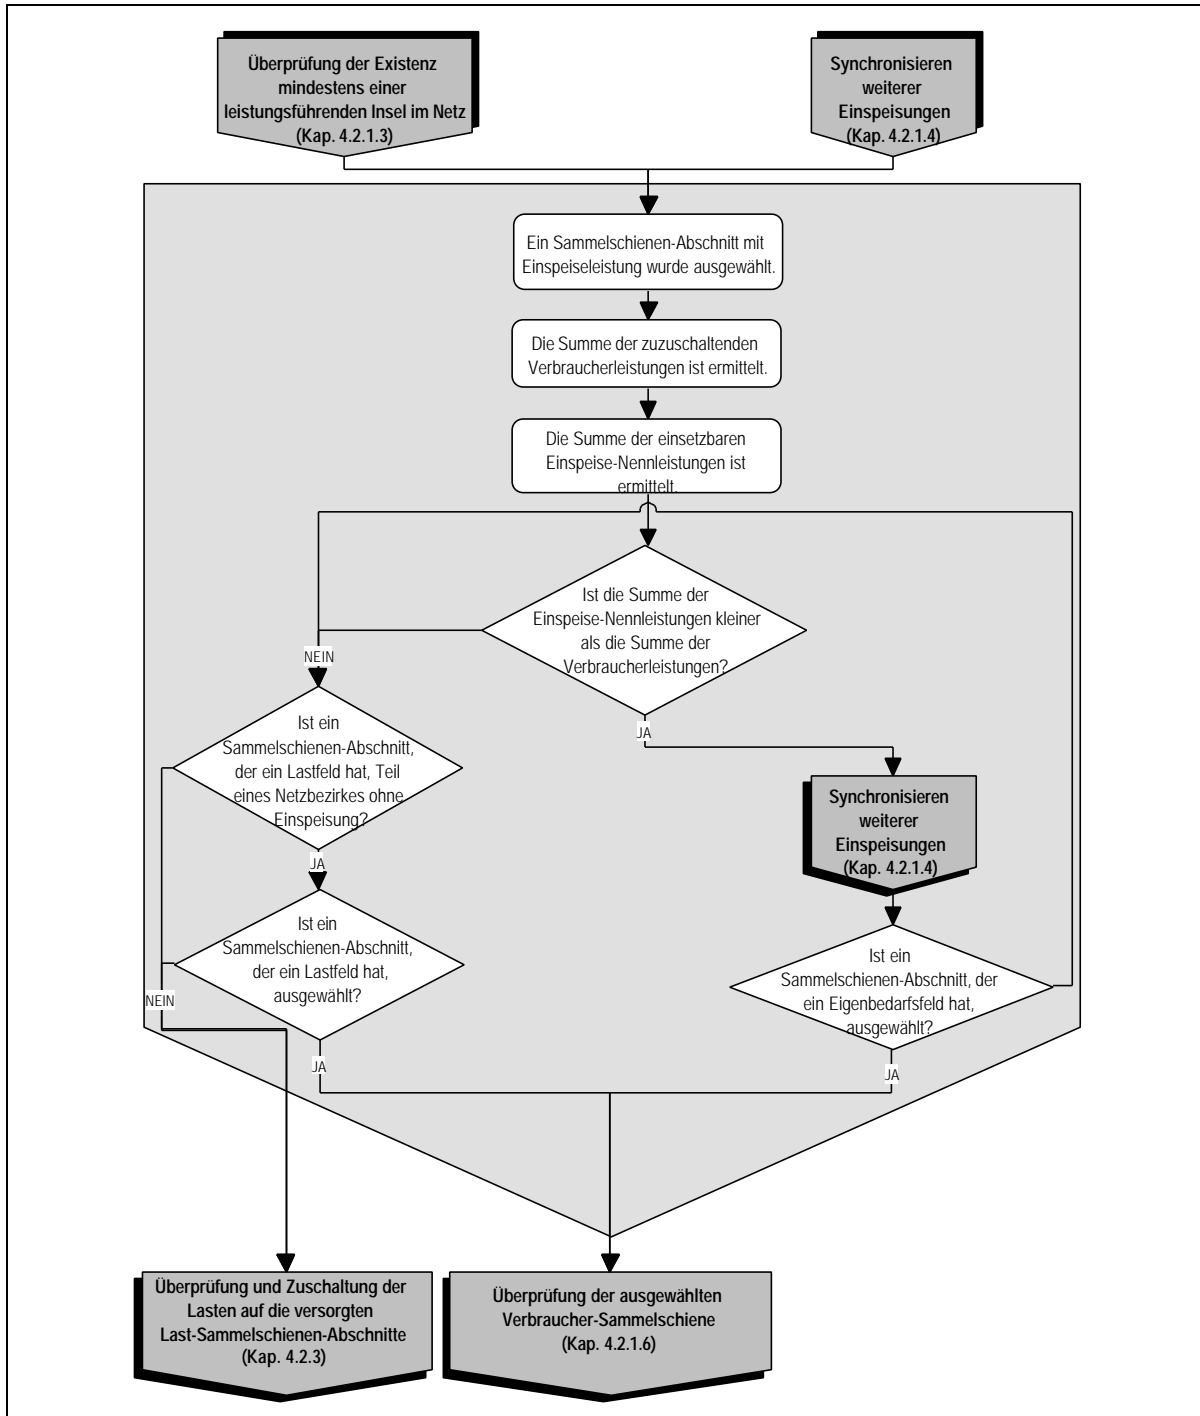 Überprüfung der Existenz
mindestens einer
leistungsführenden Insel im Netz
(Kap. 4.2.1.3)
Synchronisieren
weiterer
Einspeisungen
(Kap. 4.2.1.4)
Ein Sammelschienen-Abschnitt mit
Einspeiseleistung wurde ausgewählt.
Die Summe der zuzuschaltenden
Verbraucherleistungen ist ermittelt.
Die Summe der einsetzbaren
Einspeise-Nennleistungen ist
ermittelt.
Ist die Summe der
Einspeise-Nennleistungen kleiner
als die Summe der
Verbraucherleistungen?
NEIN
JA
Ist ein
Sammelschienen-Abschnitt,
der ein Lastfeld hat, Teil
eines Netzbezirkes ohne
Einspeisung?
Synchronisieren
weiterer
Einspeisungen
(Kap. 4.2.1.4)
JA
Ist ein
Sammelschienen-Abschnitt,
der ein Lastfeld hat,
ausgewählt?
Ist ein
Sammelschienen-Abschnitt, der
ein Eigenbedarfsfeld hat,
ausgewählt?
NEIN
JA
JA
Überprüfung und Zuschaltung der
Lasten auf die versorgten
Last-Sammelschienen-Abschnitte
(Kap. 4.2.3)
Überprüfung der ausgewählten
Verbraucher-Sammelschiene
(Kap. 4.2.1.6)